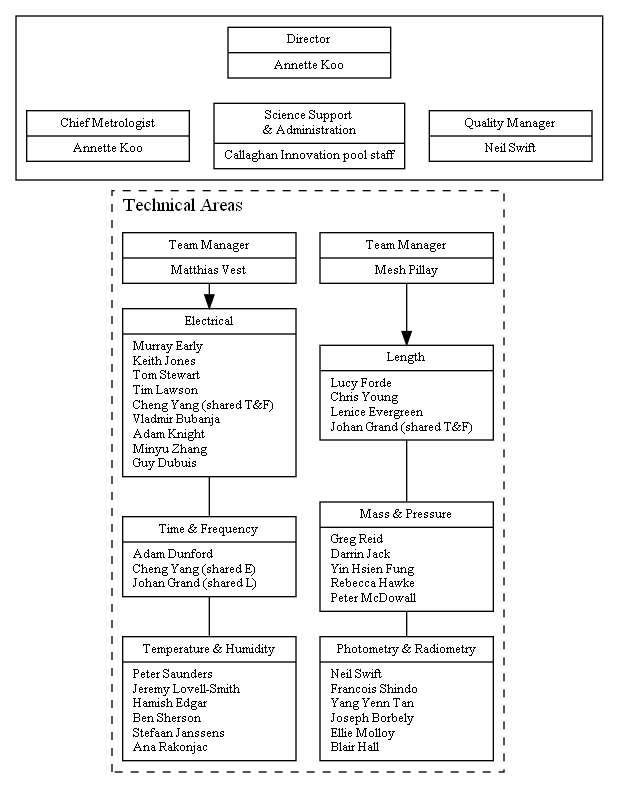 Director
Annette Koo
Chief Metrologist
Annette Koo
Science Support
& Administration
Callaghan Innovation pool staff
Quality Manager
Neil Swift
Technical Areas
Team Manager
Matthias Vest
Electrical
Murray Early
Keith Jones
Tom Stewart
Tim Lawson
Cheng Yang (shared T&F)
Vladmir Bubanja
Adam Knight
Minyu Zhang
Guy Dubuis
Time & Frequency
Adam Dunford
Cheng Yang (shared E)
Johan Grand (shared L)
Temperature & Humidity
Peter Saunders
Jeremy Lovell-Smith
Hamish Edgar
Ben Sherson
Stefaan Janssens
Ana Rakonjac
Team Manager
Mesh Pillay
Length
Lucy Forde
Chris Young
Lenice Evergreen
Johan Grand (shared T&F)
Mass & Pressure
Greg Reid
Darrin Jack
Yin Hsien Fung
Rebecca Hawke
Peter McDowall
Photometry & Radiometry
Neil Swift
Francois Shindo
Yang Yenn Tan
Joseph Borbely
Ellie Molloy
Blair Hall